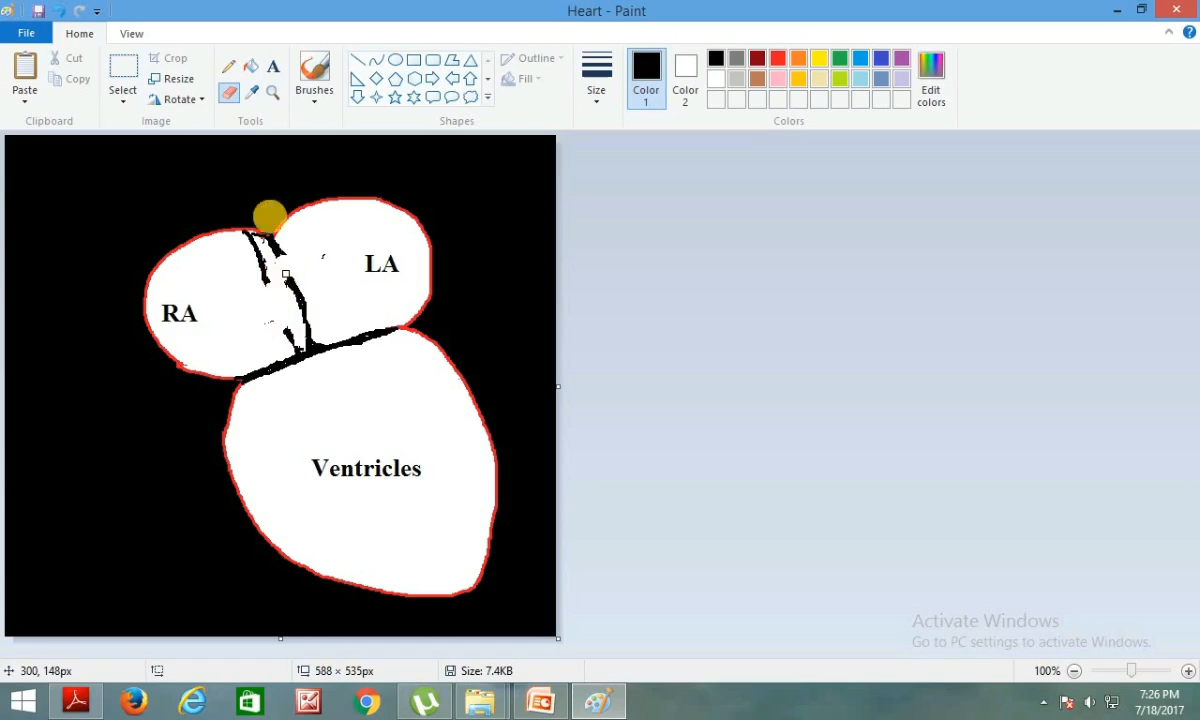 Heart - Paint
File
Home
View
Paste
Cut
Copy
Clipboard
Select
Crop
Resize
Rotate
Image
A
Tools
Brushes
Outline
Fill
Shapes
Size
Color
1
Color
2
Edit
colors
Colors
LA
RA
Ventricles
Activate Windows
Go to PC settings to activate Windows.
300, 148px
588 × 535px
Size: 7.4KB
100%
7:26 PM
7/18/2017